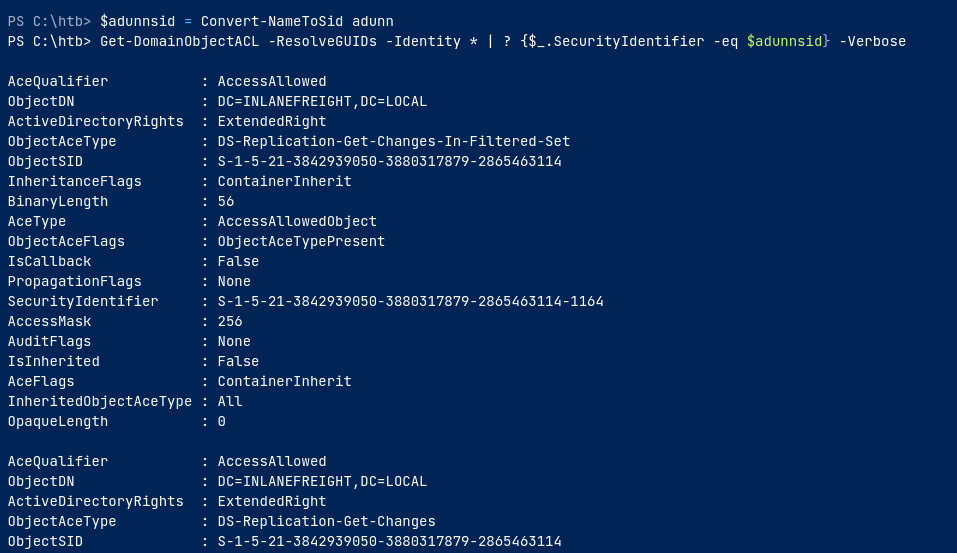 PS C:\htb> $adunnsid = Convert-NameToSid adunn
PS C:\htb> Get-DomainObjectACL -ResolveGUIDs -Identity * | ? {$_.SecurityIdentifier -eq $adunnsid} -Verbose
AceQualifier : AccessAllowed
ObjectDN : DC=INLANEFREIGHT,DC=LOCAL
ActiveDirectoryRights : ExtendedRight
ObjectAceType : DS-Replication-Get-Changes-In-Filtered-Set
ObjectSID : S-1-5-21-3842939050-3880317879-2865463114
InheritanceFlags : ContainerInherit
BinaryLength : 56
AceType : AccessAllowedObject
ObjectAceFlags : ObjectAceTypePresent
IsCallback : False
PropagationFlags : None
SecurityIdentifier : S-1-5-21-3842939050-3880317879-2865463114-1164
AccessMask : 256
AuditFlags : None
IsInherited : False
AceFlags : ContainerInherit
InheritedObjectAceType : All
OpaqueLength : 0
AceQualifier : AccessAllowed
ObjectDN : DC=INLANEFREIGHT,DC=LOCAL
ActiveDirectoryRights : ExtendedRight
ObjectAceType : DS-Replication-Get-Changes
ObjectSID : S-1-5-21-3842939050-3880317879-2865463114